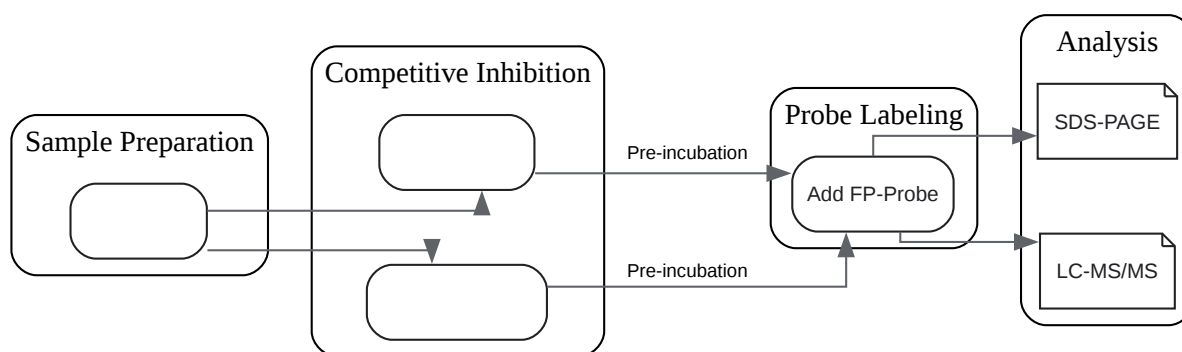 Sample Preparation
Competitive Inhibition
Pre-incubation
Pre-incubation
Probe Labeling
Add FP-Probe
Analysis
SDS-PAGE
LC-MS/MS